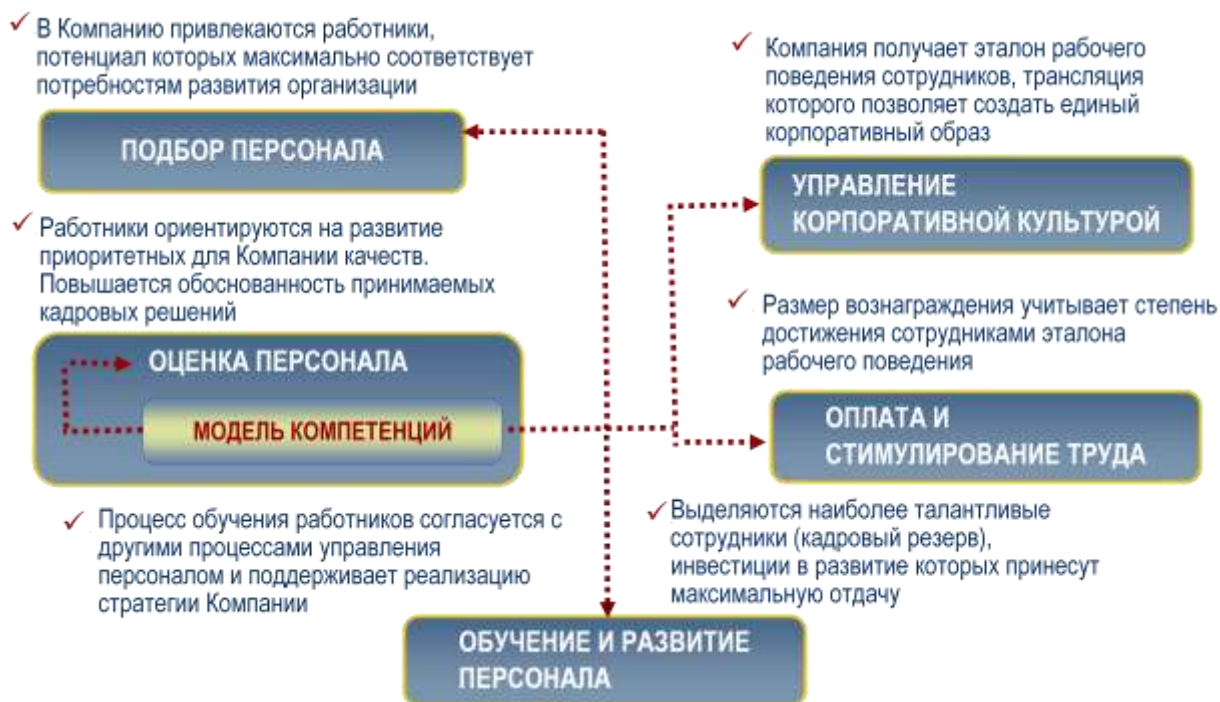 ✓ В Компанию привлекаются работники,
потенциал которых максимально соответствует
потребностям развития организации
ПОДБОР ПЕРСОНАЛА
✓ Работники ориентируются на развитие
приоритетных для Компании качеств.
Повышается обоснованность принимаемых
кадровых решений
ОЦЕНКА ПЕРСОНАЛА
МОДЕЛЬ КОМПЕТЕНЦИЙ
✓ Процесс обучения работников согласуется с
другими процессами управления
персоналом и поддерживает реализацию
стратегии Компании
✓ Компания получает эталон рабочего
поведения сотрудников, трансляция
которого позволяет создать единый
корпоративный образ
УПРАВЛЕНИЕ
КОРПОРАТИВНОЙ КУЛЬТУРОЙ
✓ Размер вознаграждения учитывает степень
достижения сотрудниками эталона
рабочего поведения
ОПЛАТА И
СТИМУЛИРОВАНИЕ ТРУДА
✓ Выделяются наиболее талантливые
сотрудники (кадровый резерв),
инвестиции в развитие которых принесут
максимальную отдачу
ОБУЧЕНИЕ И РАЗВИТИЕ
ПЕРСОНАЛА